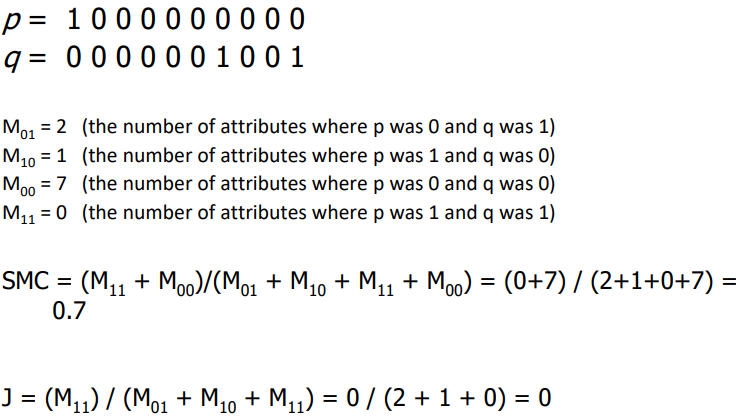 p = 1 0 0 0 0 0 0 0 0 0
q = 0 0 0 0 0 0 1 0 0 1
M01 = 2 (the number of attributes where p was 0 and q was 1)
M10 = 1 (the number of attributes where p was 1 and q was 0)
M00 = 7 (the number of attributes where p was 0 and q was 0)
M11 = 0 (the number of attributes where p was 1 and q was 1)
SMC = (M11 + M00)/(M01 + M10 + M11 + M00) = (0+7) / (2+1+0+7) =
0.7
J = (M11) / (M01 + M10 + M11) = 0 / (2 + 1 + 0) = 0